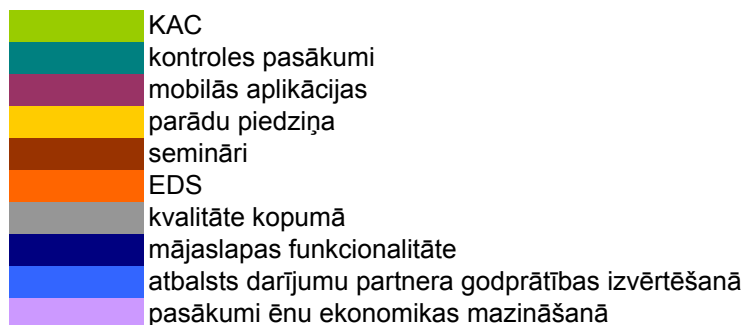 KAC
kontroles pasākumi
mobilās aplikācijas
parādu piedziņa
semināri
EDS
kvalitāte kopumā
mājaslapas funkcionalitāte
atbalsts darījumu partnera godprātības izvērtēšanā
pasākumi ēnu ekonomikas mazināšanā